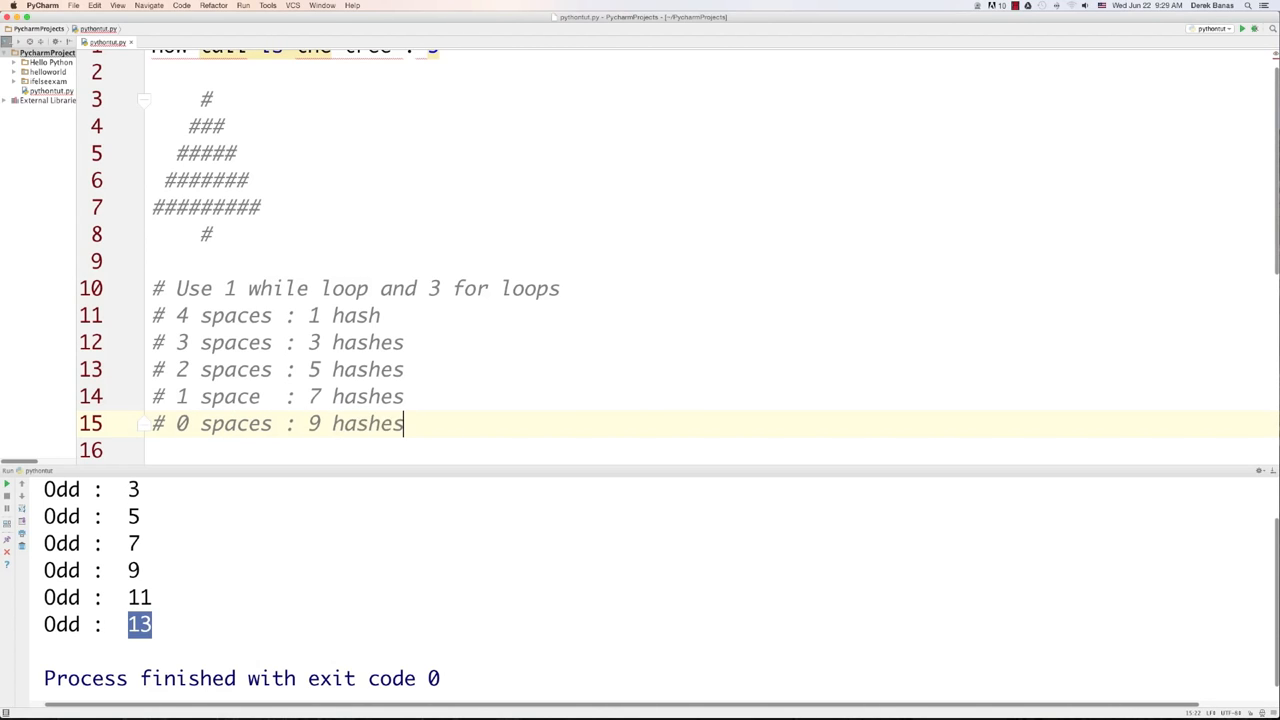 PyCharm File Edit View Navigate Code Refactor Run Tools VCS Window Help
10 Wed Jun 22 9:29 AM Derek Banas
pythontut.py - PycharmProjects - [~/PycharmProjects]
PycharmProjects pythontut.py
pythontut
pythontut.py
PycharmProject
Hello Python
helloworld
ifelseexam
pythontut.py
External Librarie
1 How tall is the tree : 5
2
3 #
4 ###
5 #####
6 #######
7 #########
8 #
9
10 # Use 1 while loop and 3 for loops
11 # 4 spaces : 1 hash
12 # 3 spaces : 3 hashes
13 # 2 spaces : 5 hashes
14 # 1 space  : 7 hashes
15 # 0 spaces : 9 hashes
16
Run pythontut
Odd : 3
Odd : 5
Odd : 7
Odd : 9
Odd : 11
Odd : 13
Process finished with exit code 0
15:22 LF÷ UTF-8÷